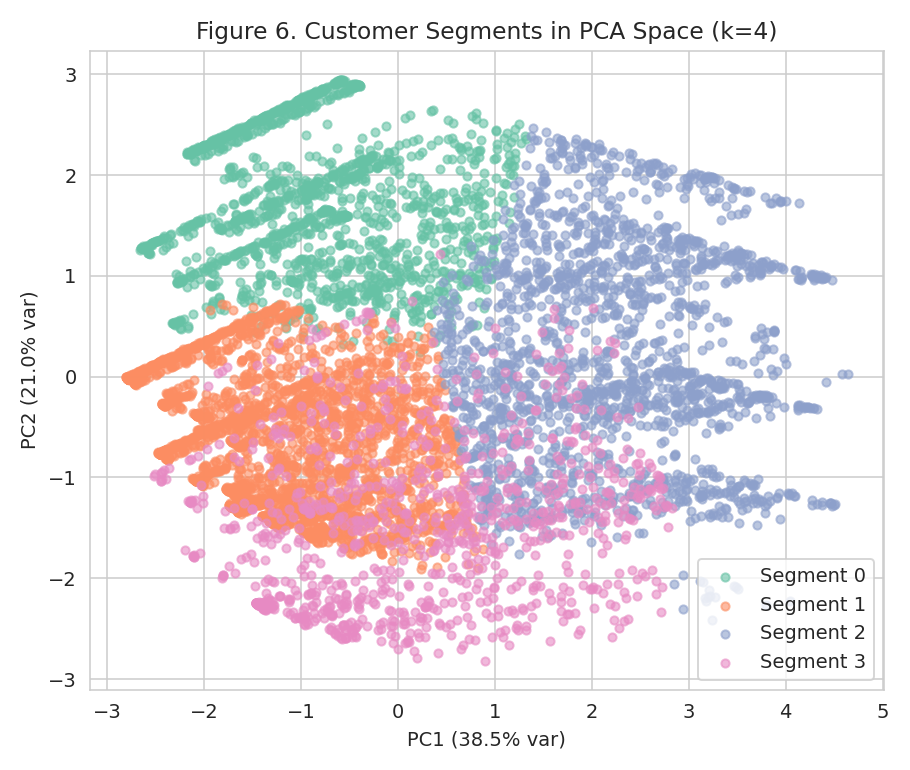 Figure 6. Customer Segments in PCA Space (k=4)
3
2
1
0
−1
−2
−3
PC2 (21.0% var)
Segment 0
Segment 1
Segment 2
Segment 3
−3 −2 −1 0 1 2 3 4 5
PC1 (38.5% var)